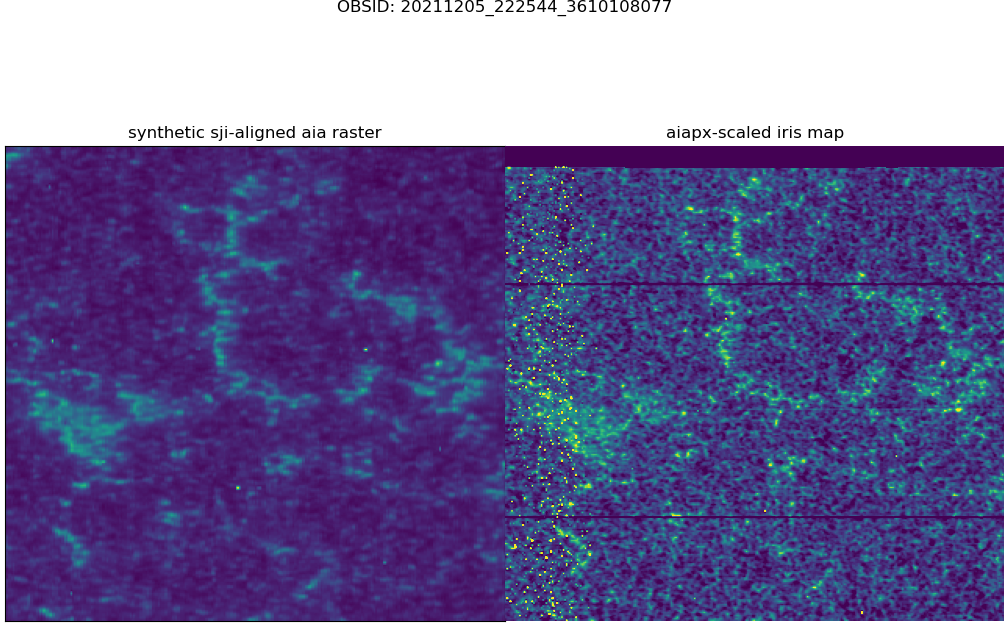 OBSID: 20211205_222544_3610108077
synthetic sji-aligned aia raster
aiapx-scaled iris map